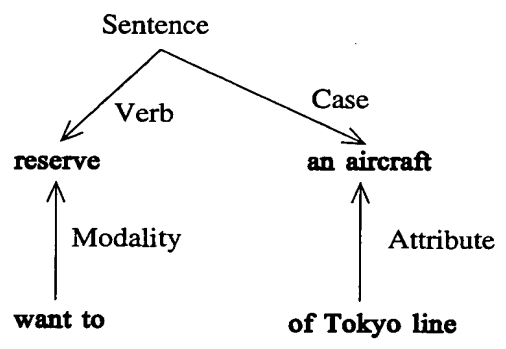 Sentence
Verb
Case
reserve
an aircraft
Modality
Attribute
want to
of Tokyo line